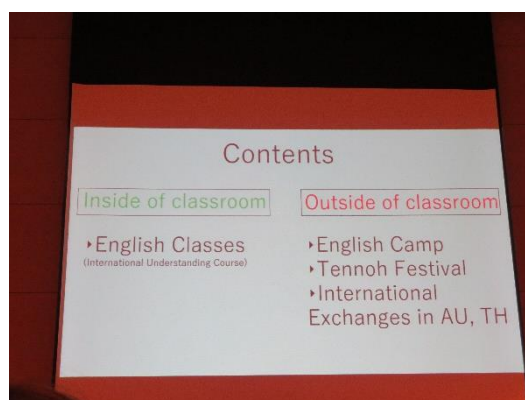 Contents
Inside of classroom
‣English Classes
(International Understanding Course)
Outside of classroom
‣English Camp
‣Tennoh Festival
‣International
Exchanges in AU, TH